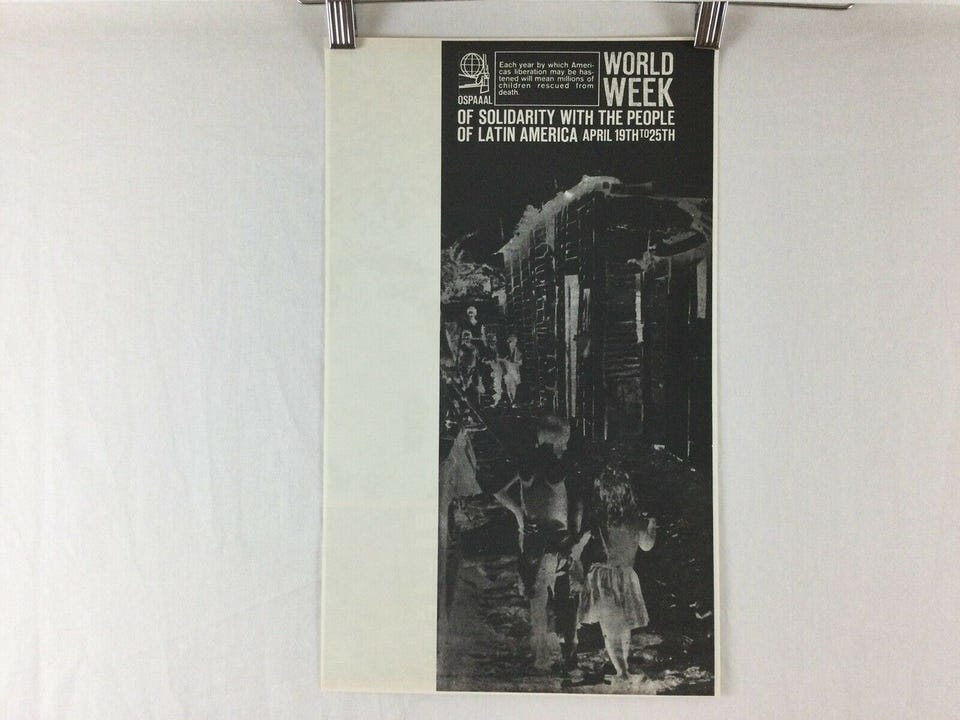 OSPAAAL
Each year by which Ameri-
cas liberation may be has-
tened will mean millions of
children rescued from
death.
WORLD
WEEK
OF SOLIDARITY WITH THE PEOPLE
OF LATIN AMERICA APRIL 19TH TO 25TH